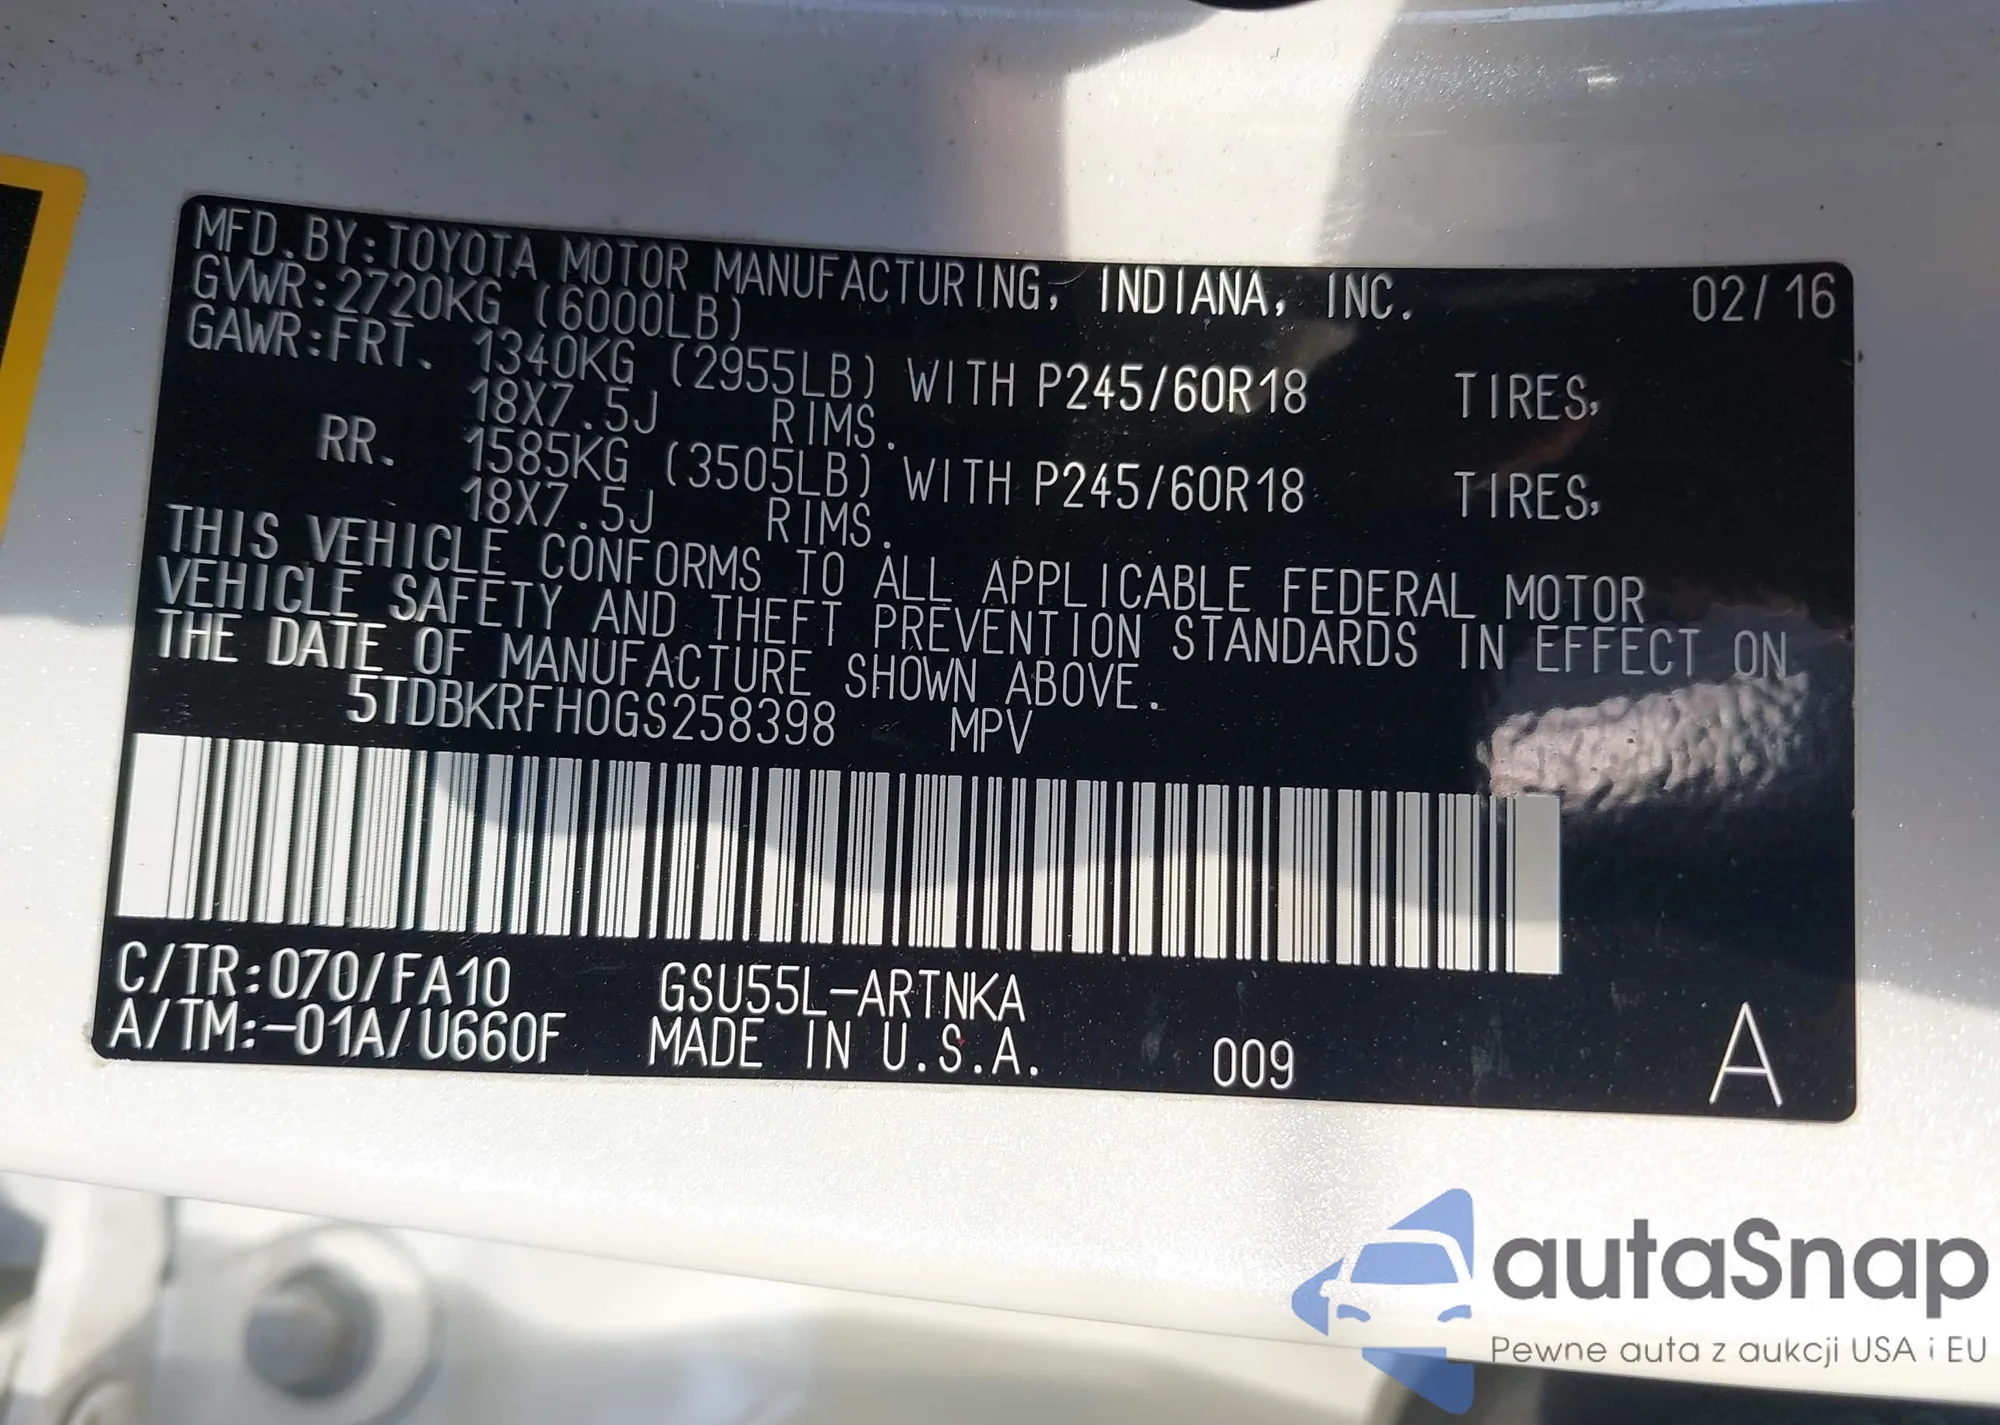 MFD.BY:TOYOTA MOTOR MANUFACTURING, INDIANA, INC. 02/16
GVWR:2720KG (6000LB)
GAWR:FRT. 1340KG (2955LB) WITH P245/60R18 TIRES,
18X7.5J RIMS.
RR. 1585KG (3505LB) WITH P245/60R18 TIRES,
18X7.5J RIMS.
THIS VEHICLE CONFORMS TO ALL APPLICABLE FEDERAL MOTOR
VEHICLE SAFETY AND THEFT PREVENTION STANDARDS IN EFFECT ON
THE DATE OF MANUFACTURE SHOWN ABOVE.
5TDBKRFH0GS258398 MPV
C/TR:070/FA10 GSU55L-ARTNKA
A/TM:-01A/U660F MADE IN U.S.A. 009 A
autaSnap
Pewne auta z aukcji USA i EU